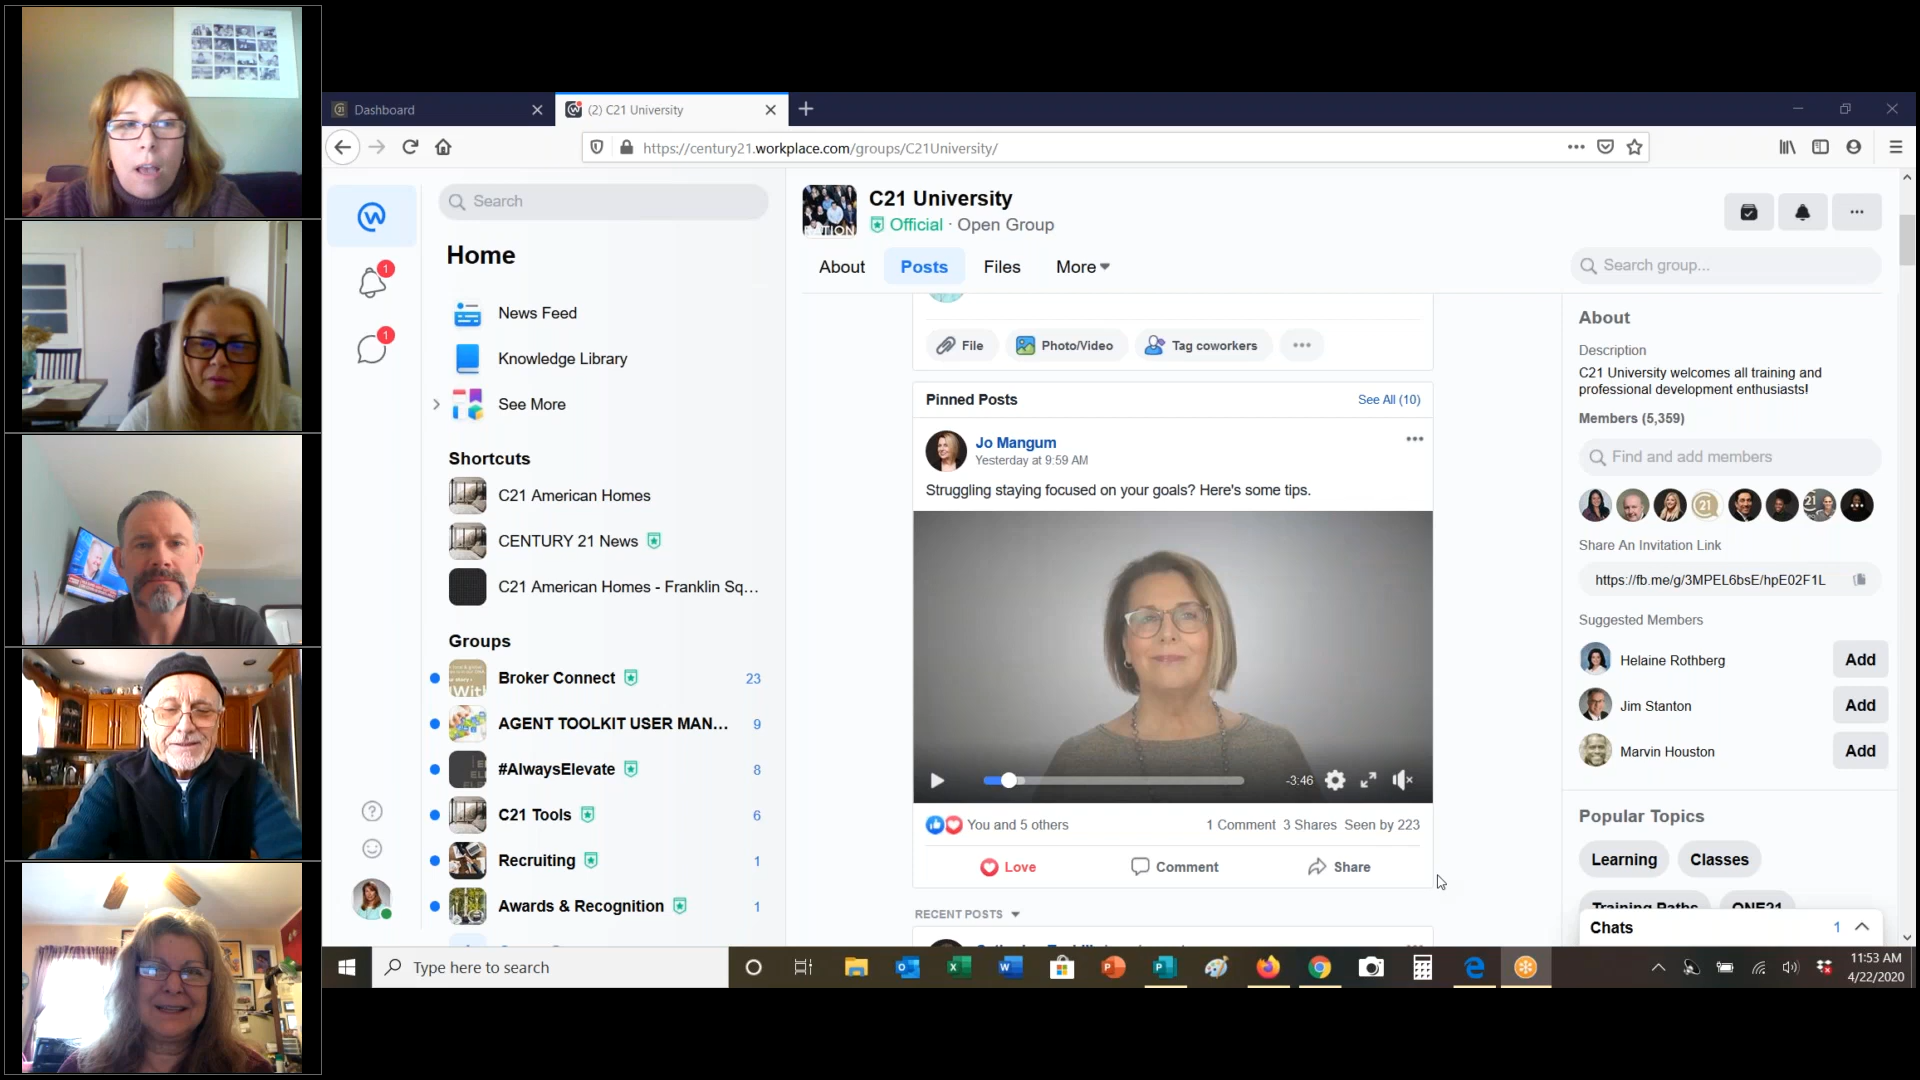 Dashboard
(2) C21 University
https://century21.workplace.com/groups/C21University/
Search
Home
News Feed
Knowledge Library
See More
Shortcuts
C21 American Homes
CENTURY 21 News
C21 American Homes - Franklin Sq...
Groups
Broker Connect 23
AGENT TOOLKIT USER MAN... 9
#AlwaysElevate 8
C21 Tools 6
Recruiting 1
Awards & Recognition 1
1
1
C21 University
Official · Open Group
About Posts Files More
Search group...
File Photo/Video Tag coworkers
Pinned Posts See All (10)
Jo Mangum
Yesterday at 9:59 AM
Struggling staying focused on your goals? Here's some tips.
-3:46
You and 5 others 1 Comment 3 Shares Seen by 223
Love Comment Share
RECENT POSTS
About
Description
C21 University welcomes all training and
professional development enthusiasts!
Members (5,359)
Find and add members
21
Share An Invitation Link
https://fb.me/g/3MPEL6bsE/hpE02F1L
Suggested Members
Helaine Rothberg Add
Jim Stanton Add
Marvin Houston Add
Popular Topics
Learning Classes
Training Paths ONE21
Chats 1
Type here to search
11:53 AM
4/22/2020